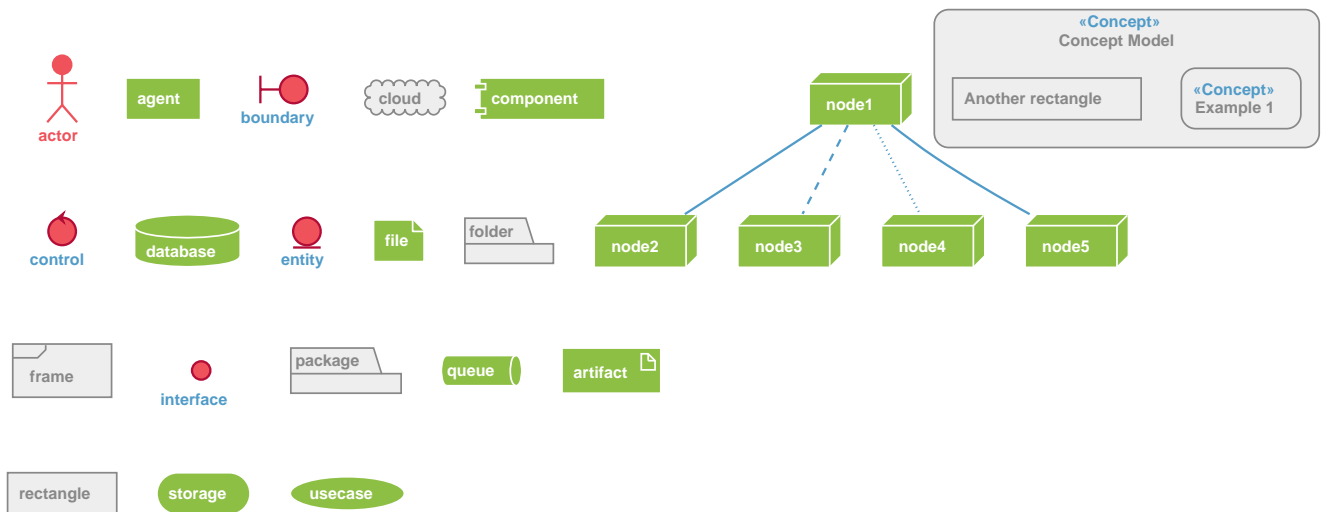 «Concept»
Concept Model
actor
agent
boundary
cloud
component
node1
Another rectangle
«Concept»
Example 1
control
database
entity
file
folder
node2
node3
node4
node5
frame
interface
package
queue
artifact
rectangle
storage
usecase